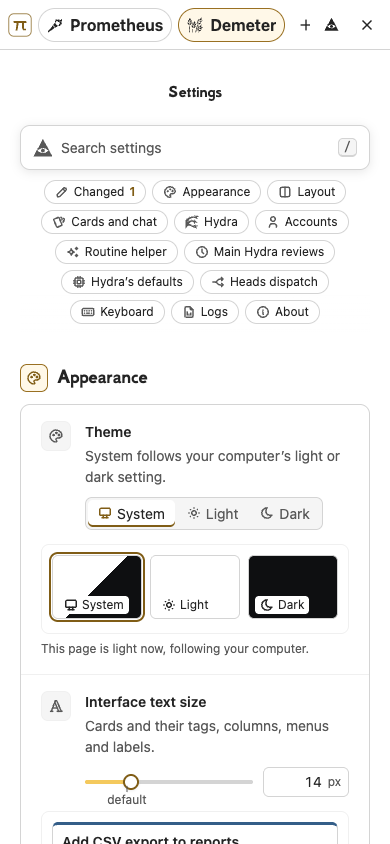 π Prometheus Demeter
Settings
Search settings /
Changed 1 Appearance Layout
Cards and chat Hydra Accounts
Routine helper Main Hydra reviews
Hydra’s defaults Heads dispatch
Keyboard Logs About
Appearance
Theme
System follows your computer’s light or
dark setting.
System Light Dark
System Light Dark
This page is light now, following your computer.
Interface text size
Cards and their tags, columns, menus
and labels.
14 px
default
Add CSV export to reports